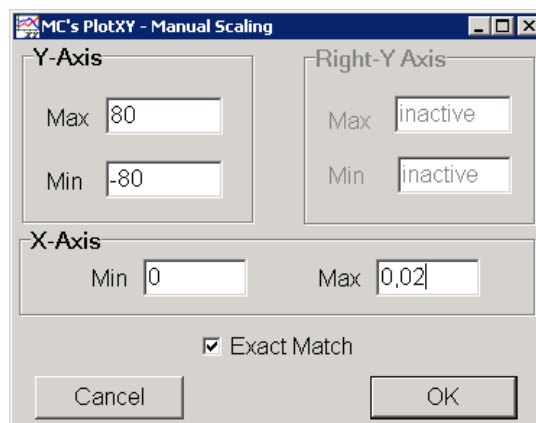 MC's PlotXY - Manual Scaling
Y-Axis
Max 80
Min -80
Right-Y Axis
Max inactive
Min inactive
X-Axis
Min 0 Max 0,02
Exact Match
Cancel OK